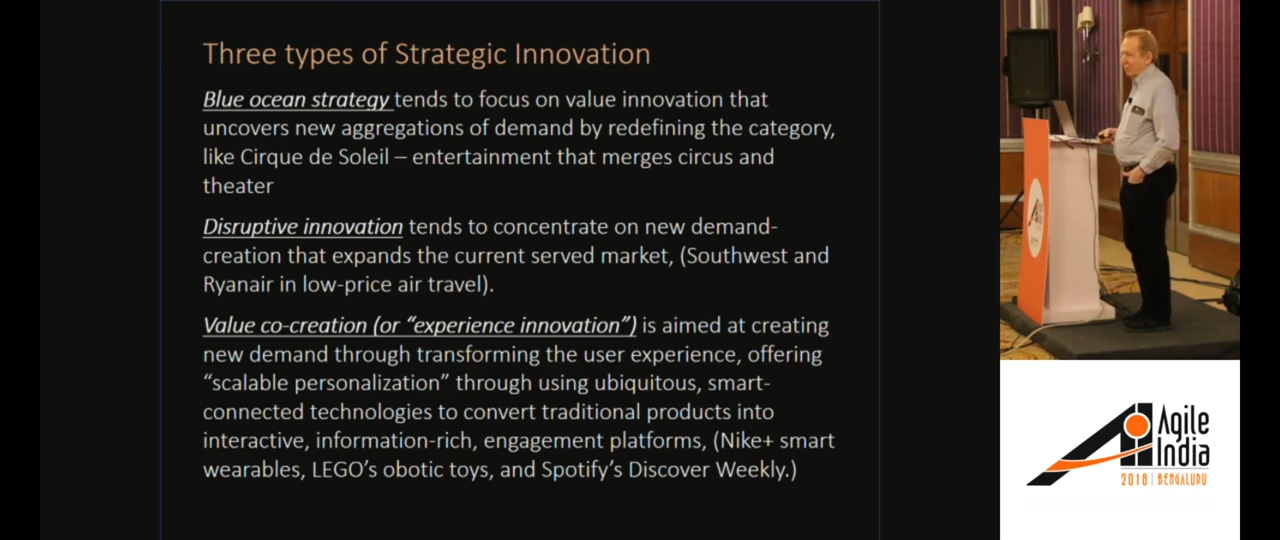 Three types of Strategic Innovation
Blue ocean strategy tends to focus on value innovation that
uncovers new aggregations of demand by redefining the category,
like Cirque de Soleil – entertainment that merges circus and
theater
Disruptive innovation tends to concentrate on new demand-
creation that expands the current served market, (Southwest and
Ryanair in low-price air travel).
Value co-creation (or “experience innovation”) is aimed at creating
new demand through transforming the user experience, offering
“scalable personalization” through using ubiquitous, smart-
connected technologies to convert traditional products into
interactive, information-rich, engagement platforms, (Nike+ smart
wearables, LEGO’s obotic toys, and Spotify’s Discover Weekly.)
Agile
India
2018 | BENGALURU